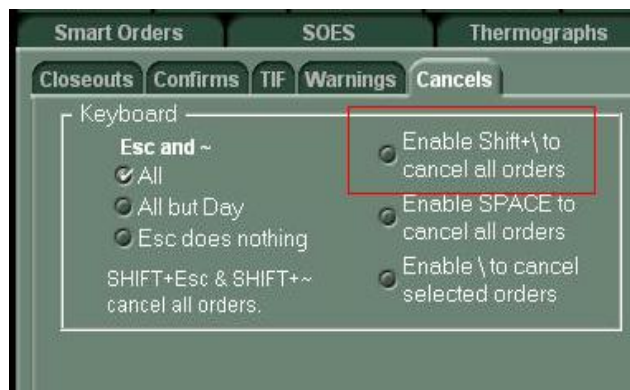 Smart Orders SOES Thermographs
Closeouts Confirms TIF Warnings Cancels
Keyboard
Esc and ~
All
All but Day
Esc does nothing
SHIFT+Esc & SHIFT+~
cancel all orders.
Enable Shift+\ to
cancel all orders
Enable SPACE to
cancel all orders
Enable \ to cancel
selected orders